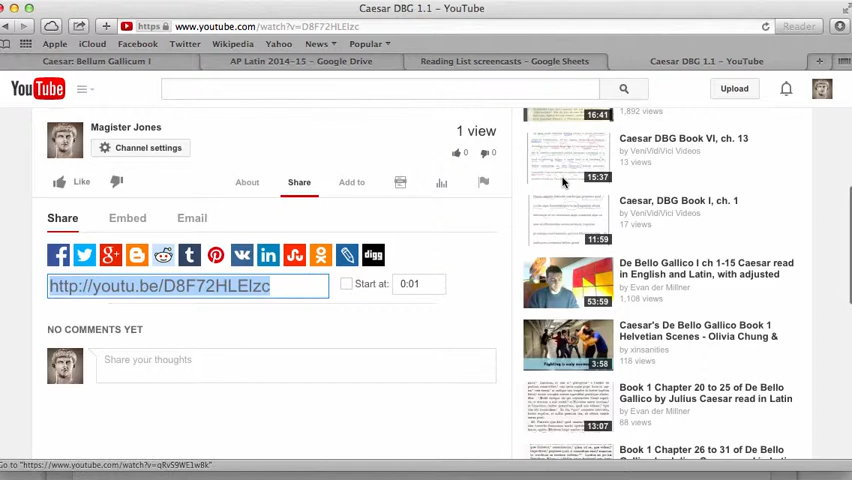 Caesar DBG 1.1 - YouTube
https www.youtube.com/watch?v=D8F72HLElzc
Reader
Apple iCloud Facebook Twitter Wikipedia Yahoo News Popular
Caesar: Bellum Gallicum I
AP Latin 2014-15 – Google Drive
Reading List screencasts – Google Sheets
Caesar DBG 1.1 – YouTube
YouTube
Upload
Magister Jones
Channel settings
1 view
0 0
Like
About Share Add to
Share Embed Email
digg
http://youtu.be/D8F72HLElzc
Start at: 0:01
NO COMMENTS YET
Share your thoughts
16:41
1,892 views
15:37
Caesar DBG Book VI, ch. 13
by VeniVidiVici Videos
13 views
11:59
Caesar, DBG Book I, ch. 1
by VeniVidiVici Videos
17 views
53:59
De Bello Gallico I ch 1-15 Caesar read
in English and Latin, with adjusted
by Evan der Millner
1,108 views
3:58
Caesar's De Bello Gallico Book 1
Helvetian Scenes - Olivia Chung &
by xinsanities
118 views
13:07
Book 1 Chapter 20 to 25 of De Bello
Gallico by Julius Caesar read in Latin
by Evan der Millner
88 views
Book 1 Chapter 26 to 31 of De Bello
Go to "https://www.youtube.com/watch?v=qRvS9WE1wBk"